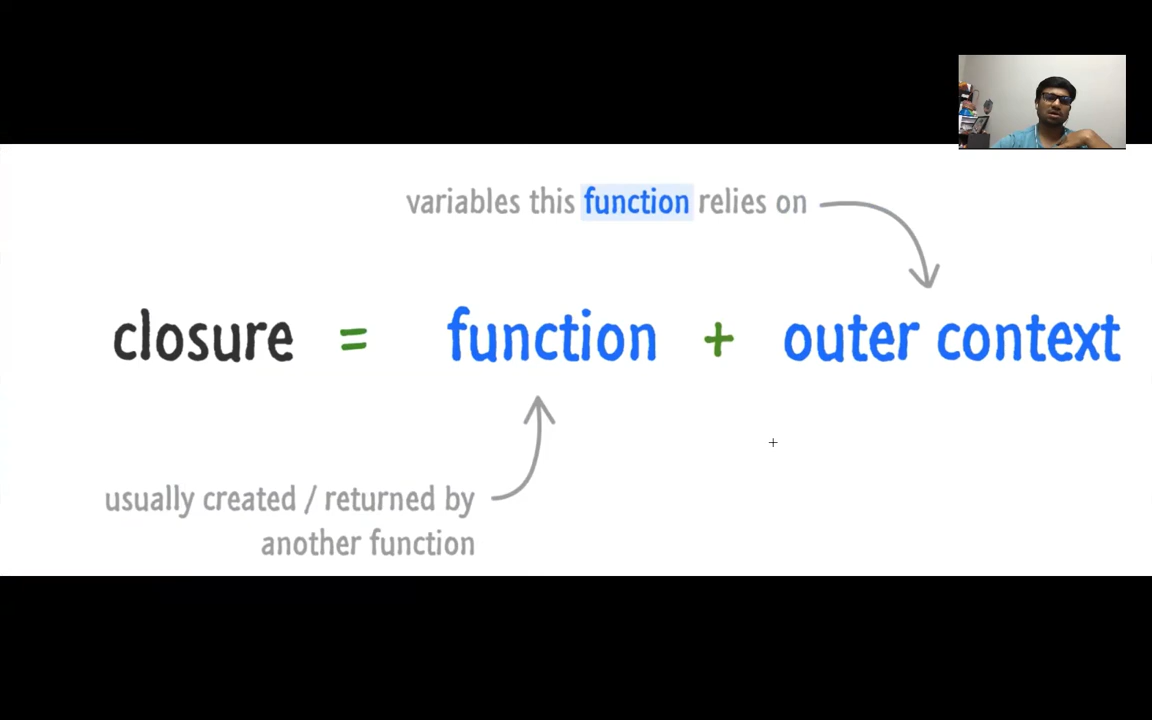 variables this function relies on
closure = function + outer context
usually created / returned by
another function